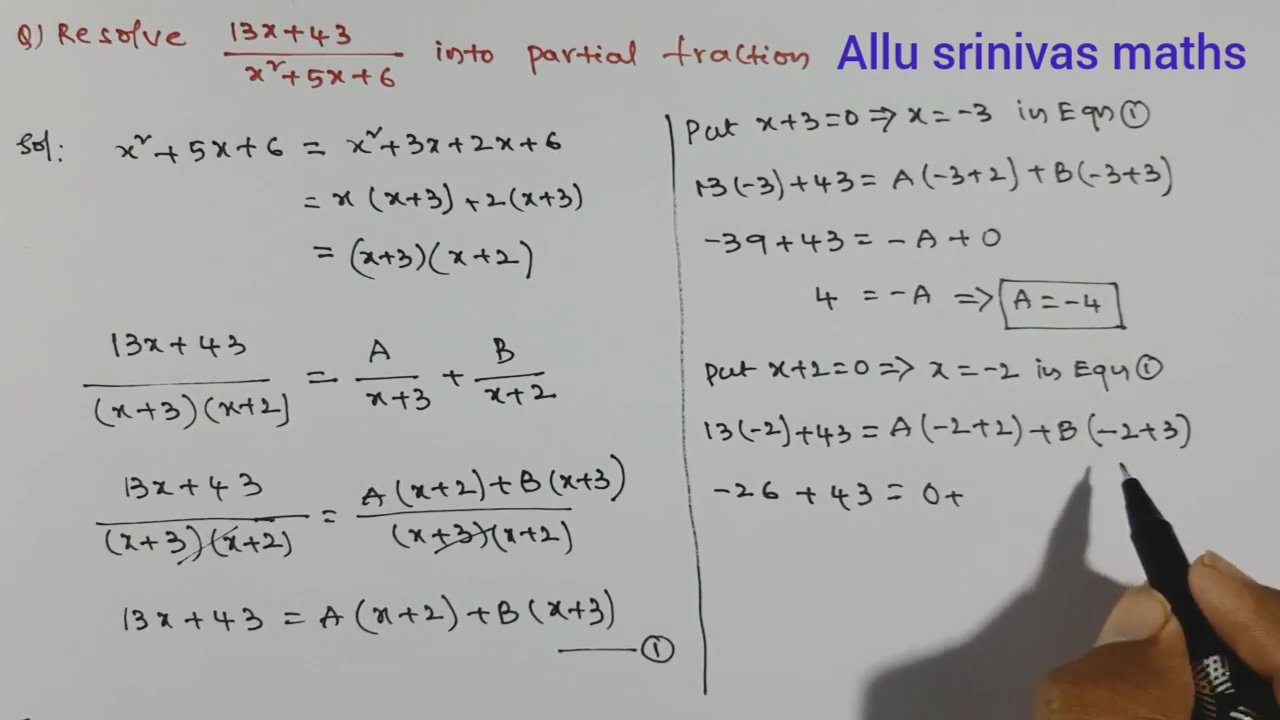 Q) Resolve (13x+43)/(x²+5x+6) into partial fraction Allu srinivas maths
Sol: x²+5x+6 = x²+3x+2x+6
= x(x+3)+2(x+3)
= (x+3)(x+2)
(13x+43)/((x+3)(x+2)) = A/(x+3) + B/(x+2)
(13x+43)/((x+3)(x+2)) = (A(x+2)+B(x+3))/((x+3)(x+2))
13x+43 = A(x+2)+B(x+3)
—— ①
Put x+3=0 ⇒ x=-3 in Eqn ①
13(-3)+43 = A(-3+2)+B(-3+3)
-39+43 = -A+0
4 = -A ⇒ A=-4
put x+2=0 ⇒ x=-2 in Eqn ①
13(-2)+43 = A(-2+2)+B(-2+3)
-26+43 = 0+